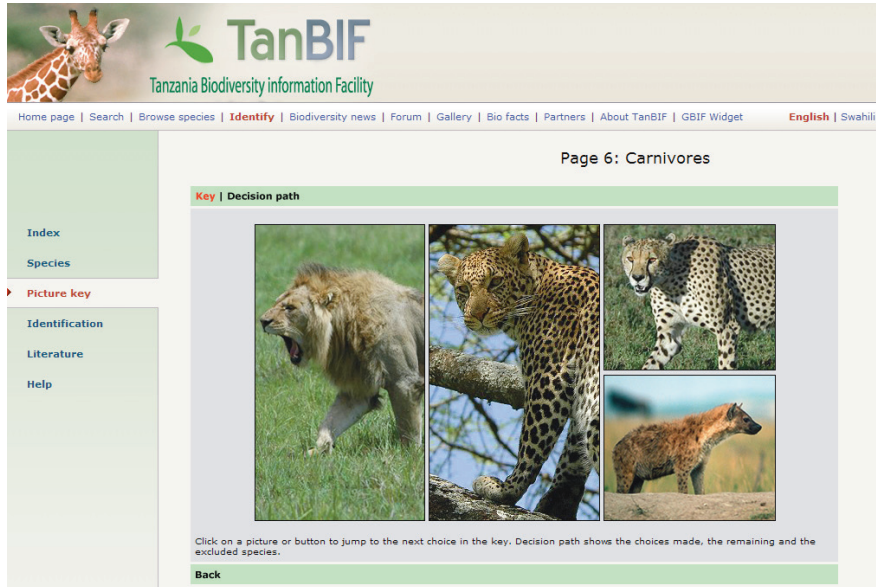 TanBIF
Tanzania Biodiversity information Facility
Home page | Search | Browse species | Identify | Biodiversity news | Forum | Gallery | Bio facts | Partners | About TanBIF | GBIF Widget English | Swahili
Page 6: Carnivores
Key | Decision path
Index
Species
Picture key
Identification
Literature
Help
Click on a picture or button to jump to the next choice in the key. Decision path shows the choices made, the remaining and the
excluded species.
Back